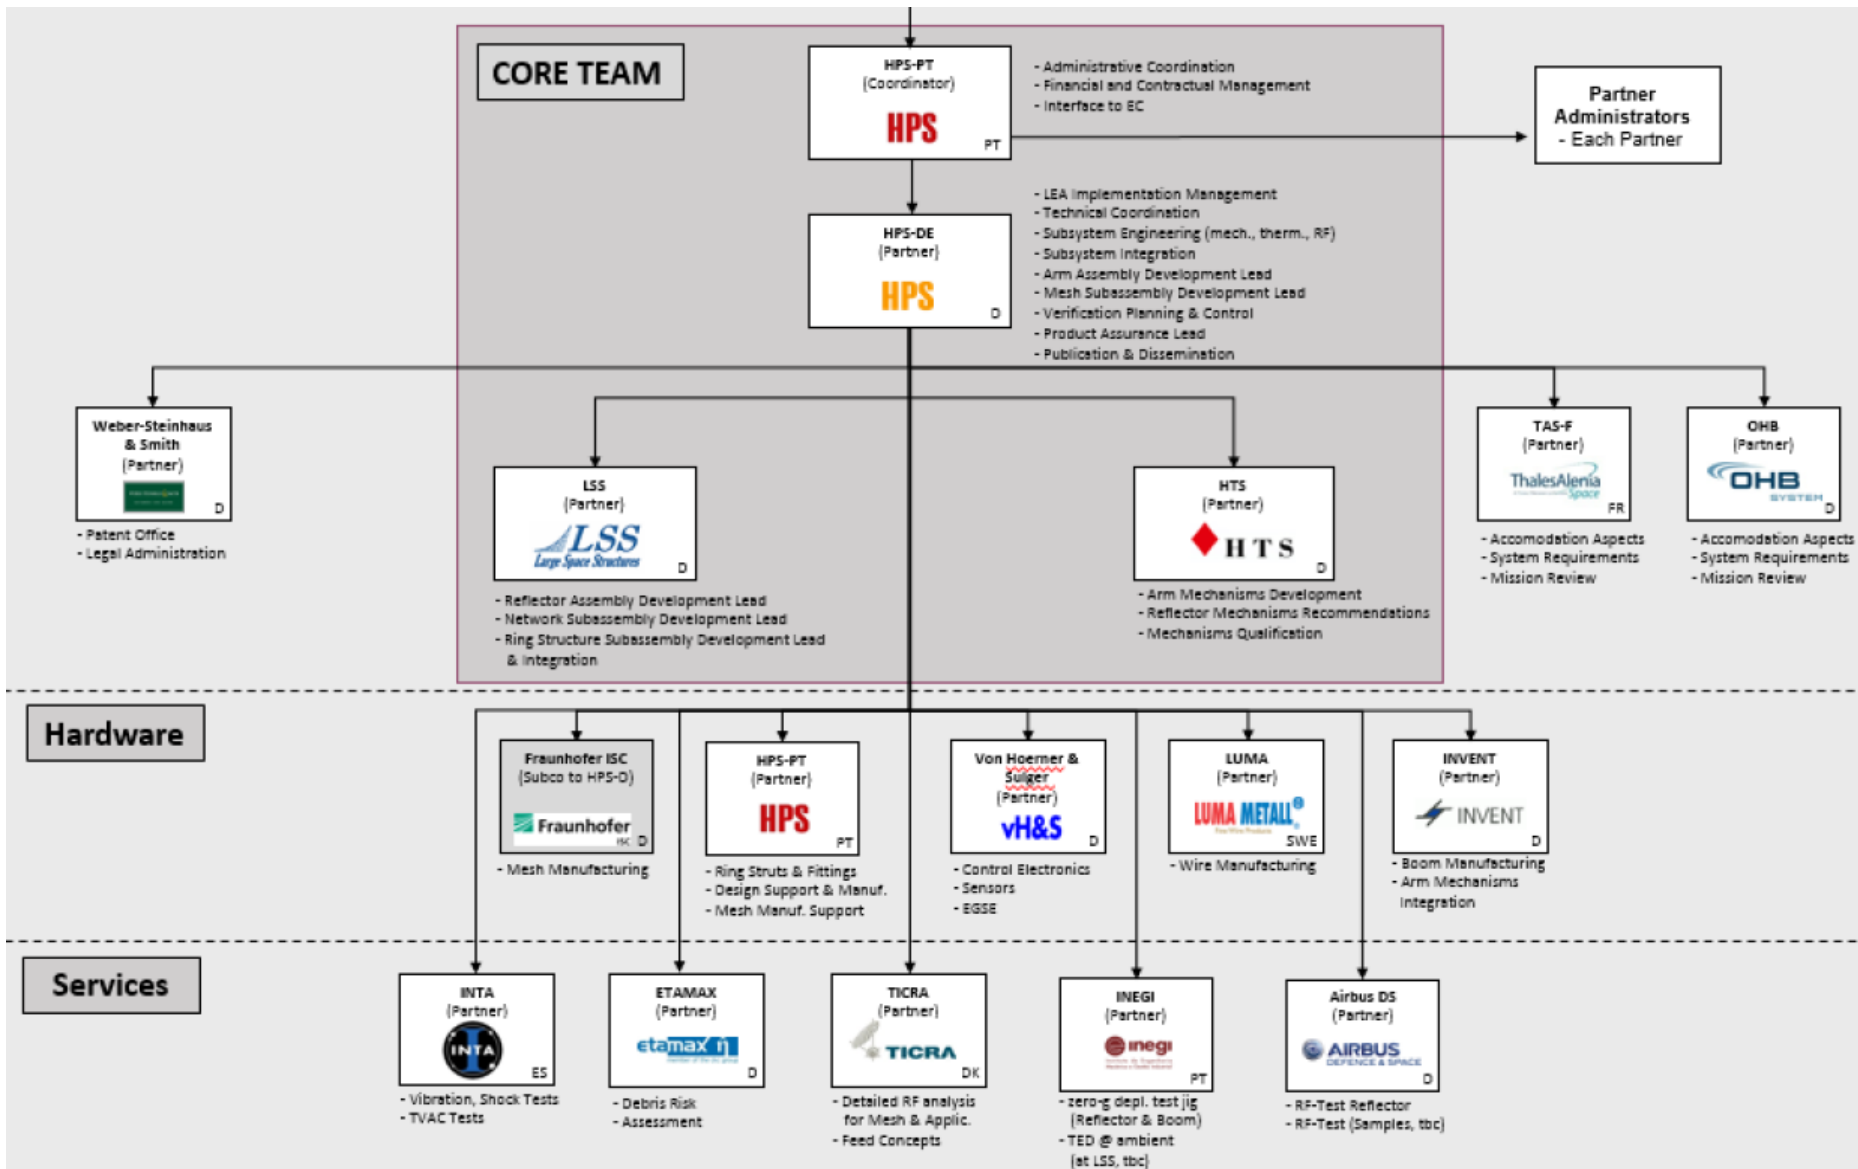 CORE TEAM
HPS-PT
(Coordinator)
HPS
PT
- Administrative Coordination
- Financial and Contractual Management
- Interface to EC
Partner
Administrators
- Each Partner
HPS-DE
(Partner)
HPS
D
- LEA Implementation Management
- Technical Coordination
- Subsystem Engineering (mech., therm., RF)
- Subsystem Integration
- Arm Assembly Development Lead
- Mesh Subassembly Development Lead
- Verification Planning & Control
- Product Assurance Lead
- Publication & Dissemination
Weber-Steinhaus
& Smith
(Partner)
D
- Patent Office
- Legal Administration
LSS
(Partner)
LSS
Large Space Structures
D
- Reflector Assembly Development Lead
- Network Subassembly Development Lead
- Ring Structure Subassembly Development Lead
& Integration
HTS
(Partner)
HTS
D
- Arm Mechanisms Development
- Reflector Mechanisms Recommendations
- Mechanisms Qualification
TAS-F
(Partner)
ThalesAlenia
Space
FR
- Accomodation Aspects
- System Requirements
- Mission Review
OHB
(Partner)
OHB
SYSTEM
D
- Accomodation Aspects
- System Requirements
- Mission Review
Hardware
Fraunhofer ISC
(Subco to HPS-D)
Fraunhofer
ISC
D
- Mesh Manufacturing
HPS-PT
(Partner)
HPS
PT
- Ring Struts & Fittings
- Design Support & Manuf.
- Mesh Manuf. Support
Von Hoerner &
Sulger
(Partner)
vH&S
D
- Control Electronics
- Sensors
- EGSE
LUMA
(Partner)
LUMA METALL®
Fine Wire Products
SWE
- Wire Manufacturing
INVENT
(Partner)
INVENT
D
- Boom Manufacturing
- Arm Mechanisms
Integration
Services
INTA
(Partner)
INTA
ES
- Vibration, Shock Tests
- TVAC Tests
ETAMAX
(Partner)
etamax η
D
- Debris Risk
- Assessment
TICRA
(Partner)
TICRA
DK
- Detailed RF analysis
for Mesh & Applic.
- Feed Concepts
INEGI
(Partner)
inegi
PT
- zero-g depl. test jig
(Reflector & Boom)
- TED @ ambient
(at LSS, tbc)
Airbus DS
(Partner)
AIRBUS
DEFENCE & SPACE
D
- RF-Test Reflector
- RF-Test (Samples, tbc)